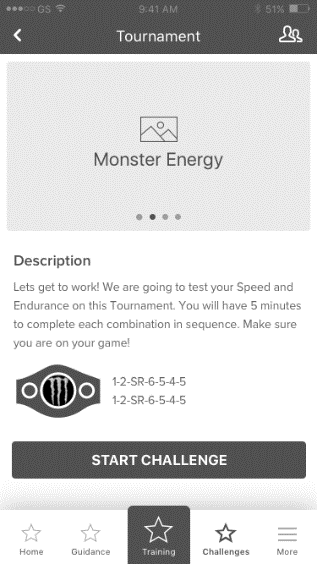 GS 9:41 AM 51%
Tournament
Monster Energy
Description
Lets get to work! We are going to test your Speed and
Endurance on this Tournament. You will have 5 minutes
to complete each combination in sequence. Make sure
you are on your game!
1-2-SR-6-5-4-5
1-2-SR-6-5-4-5
START CHALLENGE
Home Guidance Training Challenges More